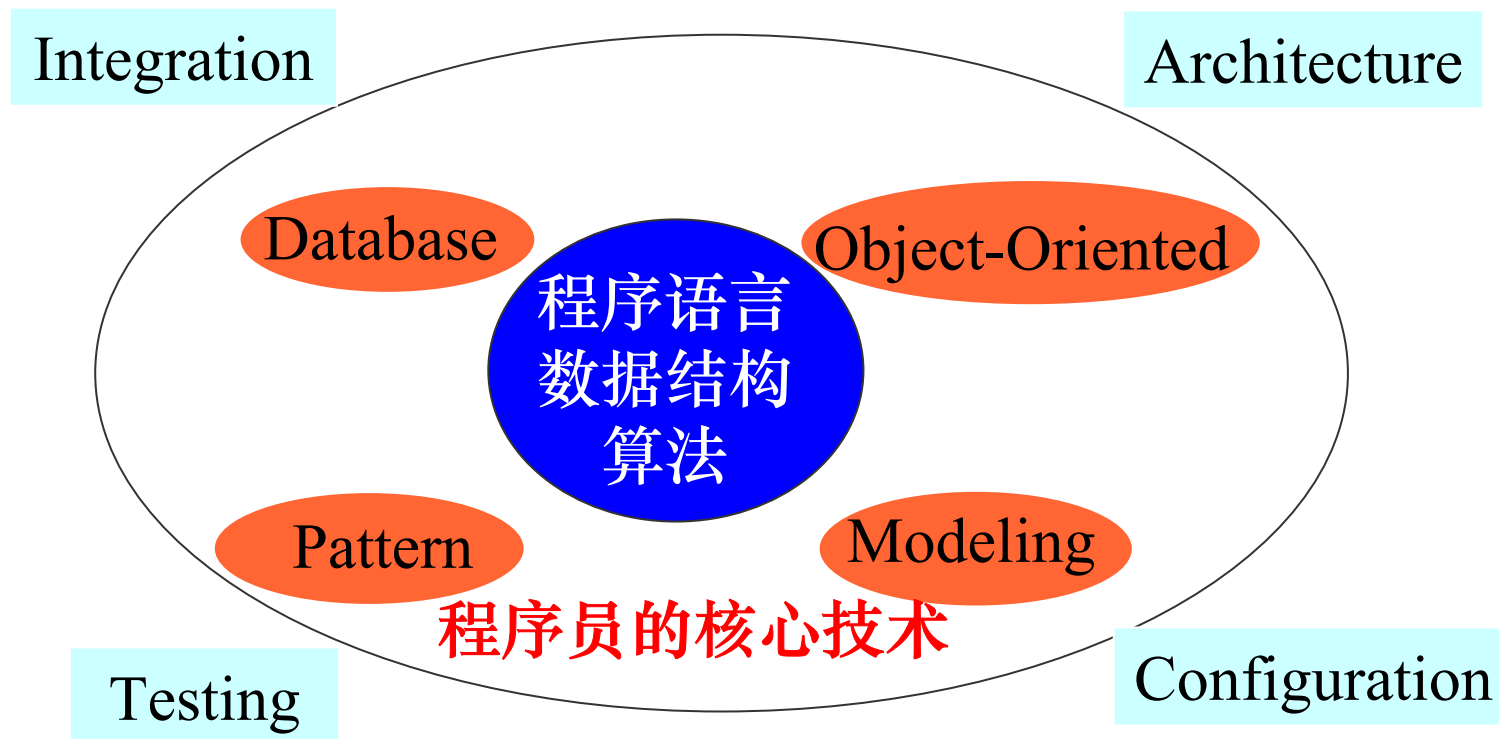 Integration
Architecture
Database
Object-Oriented
程序语言
数据结构
算法
Pattern
Modeling
程序员的核心技术
Testing
Configuration